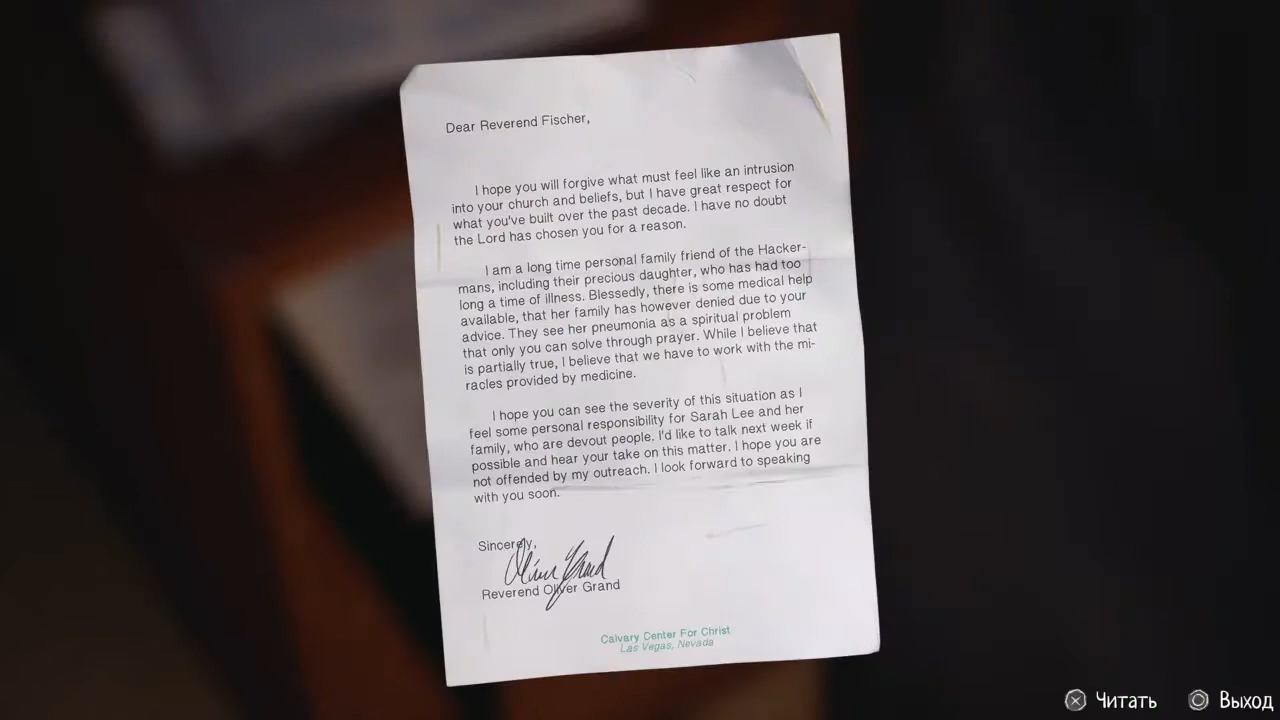 Dear Reverend Fischer,
I hope you will forgive what must feel like an intrusion
into your church and beliefs, but I have great respect for
what you've built over the past decade. I have no doubt
the Lord has chosen you for a reason.
I am a long time personal family friend of the Hacker-
mans, including their precious daughter, who has had too
long a time of illness. Blessedly, there is some medical help
available, that her family has however denied due to your
advice. They see her pneumonia as a spiritual problem
that only you can solve through prayer. While I believe that
is partially true, I believe that we have to work with the mi-
racles provided by medicine.
I hope you can see the severity of this situation as I
feel some personal responsibility for Sarah Lee and her
family, who are devout people. I'd like to talk next week if
possible and hear your take on this matter. I hope you are
not offended by my outreach. I look forward to speaking
with you soon.
Sincerely,
Oliver Grand
Reverend Oliver Grand
Calvary Center For Christ
Las Vegas, Nevada
Читать Выход